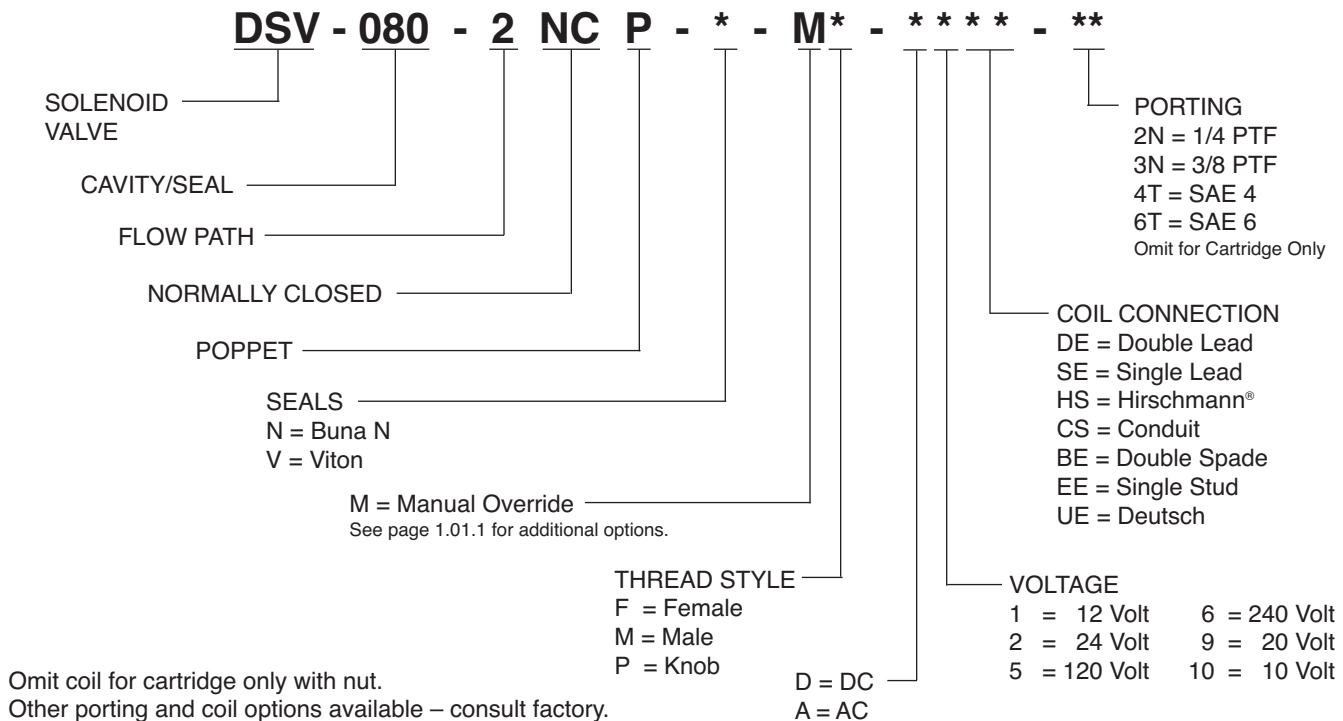 DSV - 080 - 2 NC P - * - M* - * * * * - **
SOLENOID
VALVE
CAVITY/SEAL
FLOW PATH
NORMALLY CLOSED
POPPET
SEALS
N = Buna N
V = Viton
M = Manual Override
See page 1.01.1 for additional options.
THREAD STYLE
F = Female
M = Male
P = Knob
D = DC
A = AC
VOLTAGE
1 = 12 Volt 6 = 240 Volt
2 = 24 Volt 9 = 20 Volt
5 = 120 Volt 10 = 10 Volt
COIL CONNECTION
DE = Double Lead
SE = Single Lead
HS = Hirschmann®
CS = Conduit
BE = Double Spade
EE = Single Stud
UE = Deutsch
PORTING
2N = 1/4 PTF
3N = 3/8 PTF
4T = SAE 4
6T = SAE 6
Omit for Cartridge Only
Omit coil for cartridge only with nut.
Other porting and coil options available – consult factory.